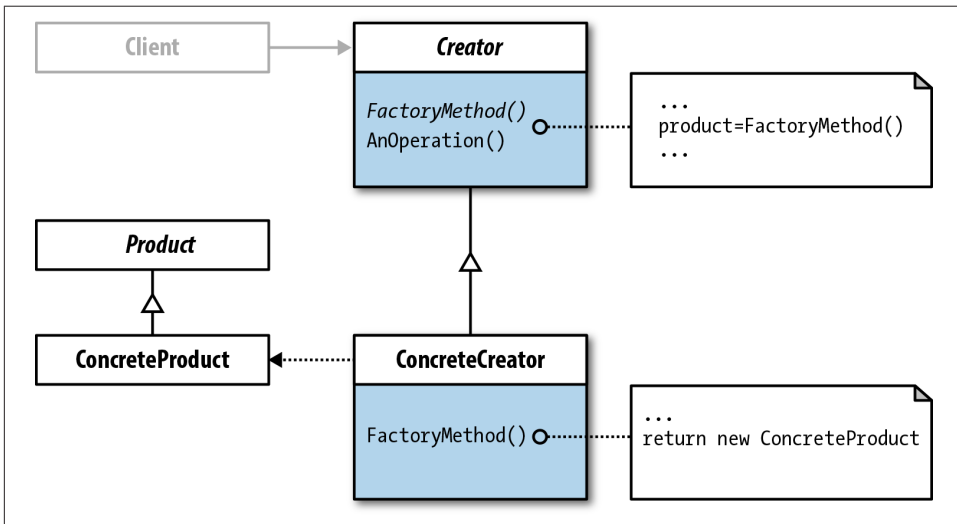 Client
Creator
FactoryMethod()
AnOperation()
...
product=FactoryMethod()
...
Product
ConcreteProduct
ConcreteCreator
FactoryMethod()
...
return new ConcreteProduct